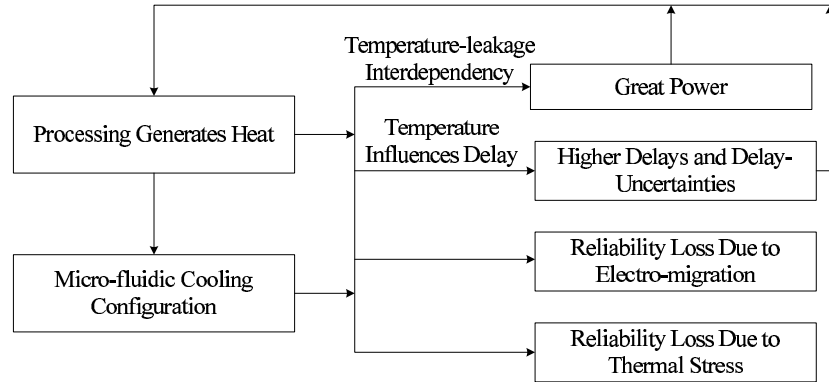 Temperature-leakage
Interdependency
Great Power
Processing Generates Heat
Temperature
Influences Delay
Higher Delays and Delay-
Uncertainties
Micro-fluidic Cooling
Configuration
Reliability Loss Due to
Electro-migration
Reliability Loss Due to
Thermal Stress